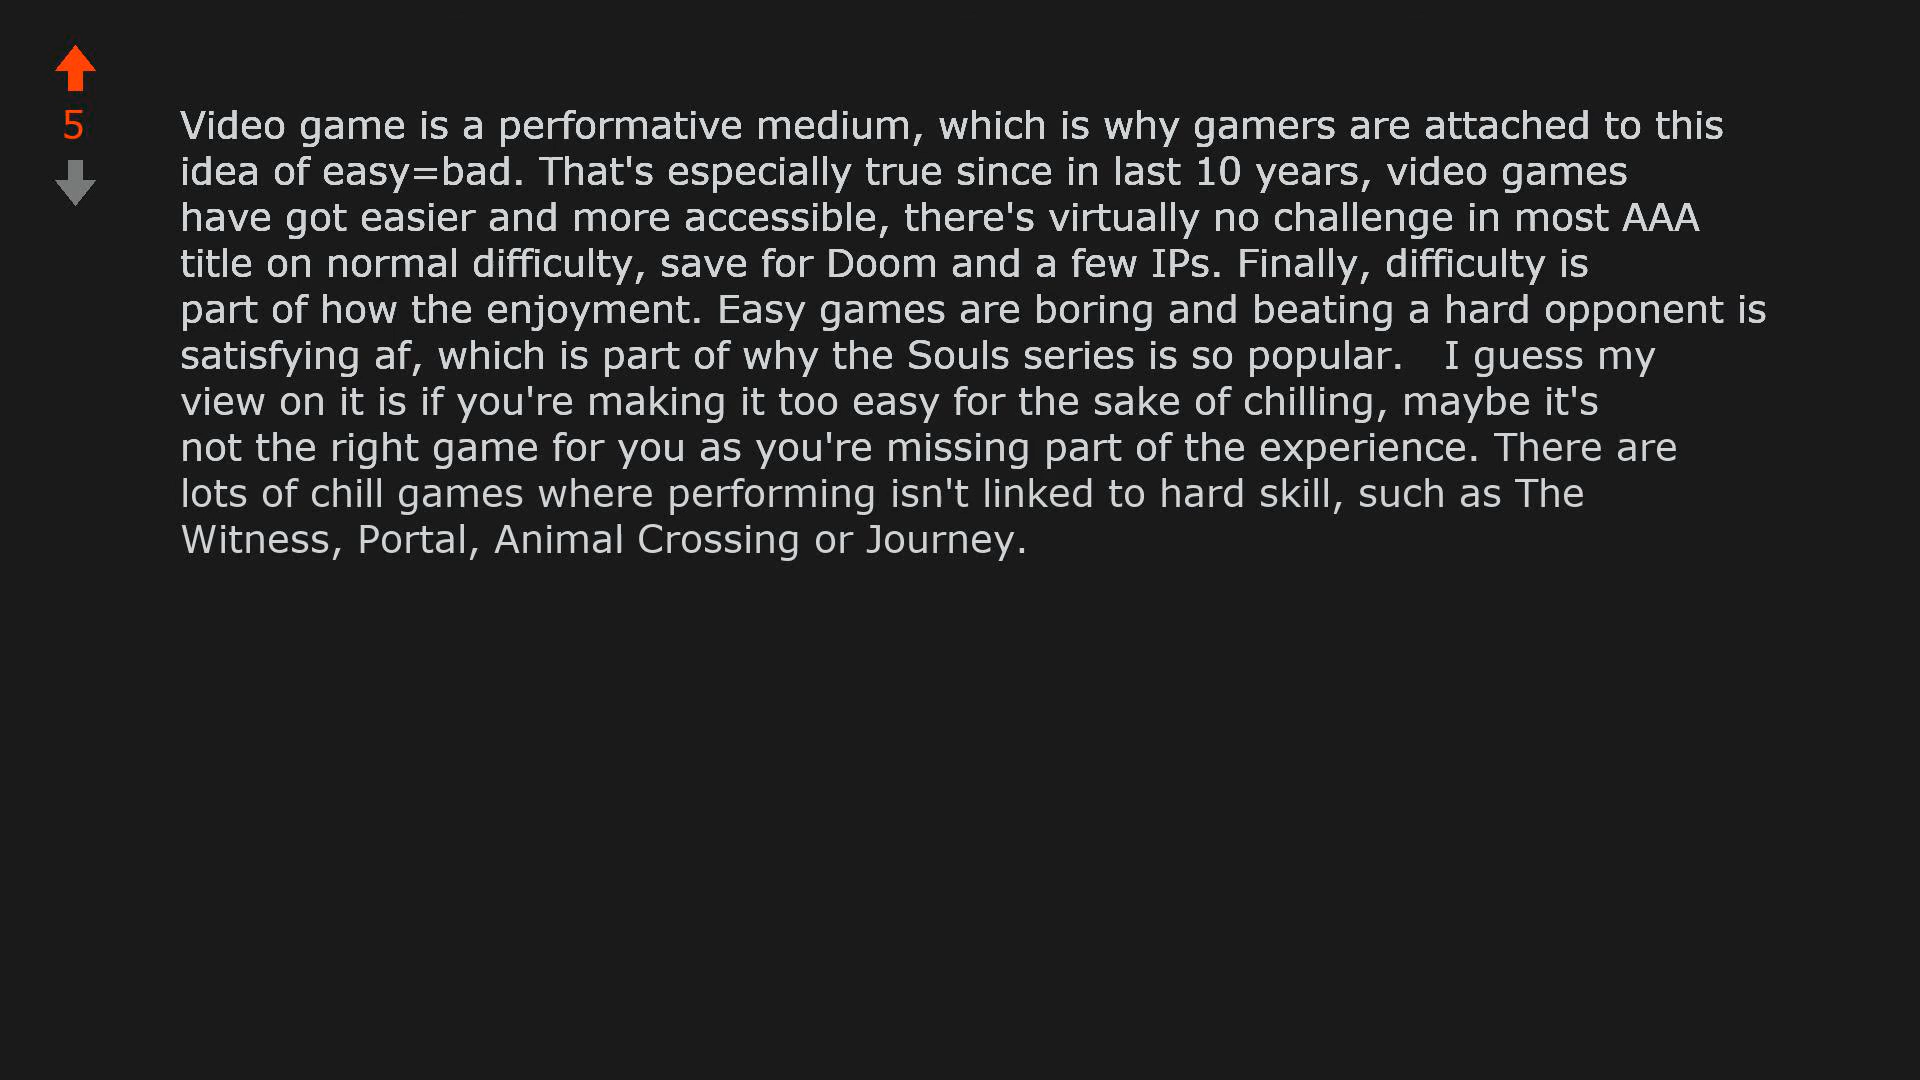 5
Video game is a performative medium, which is why gamers are attached to this
idea of easy=bad. That's especially true since in last 10 years, video games
have got easier and more accessible, there's virtually no challenge in most AAA
title on normal difficulty, save for Doom and a few IPs. Finally, difficulty is
part of how the enjoyment. Easy games are boring and beating a hard opponent is
satisfying af, which is part of why the Souls series is so popular.   I guess my
view on it is if you're making it too easy for the sake of chilling, maybe it's
not the right game for you as you're missing part of the experience. There are
lots of chill games where performing isn't linked to hard skill, such as The
Witness, Portal, Animal Crossing or Journey.